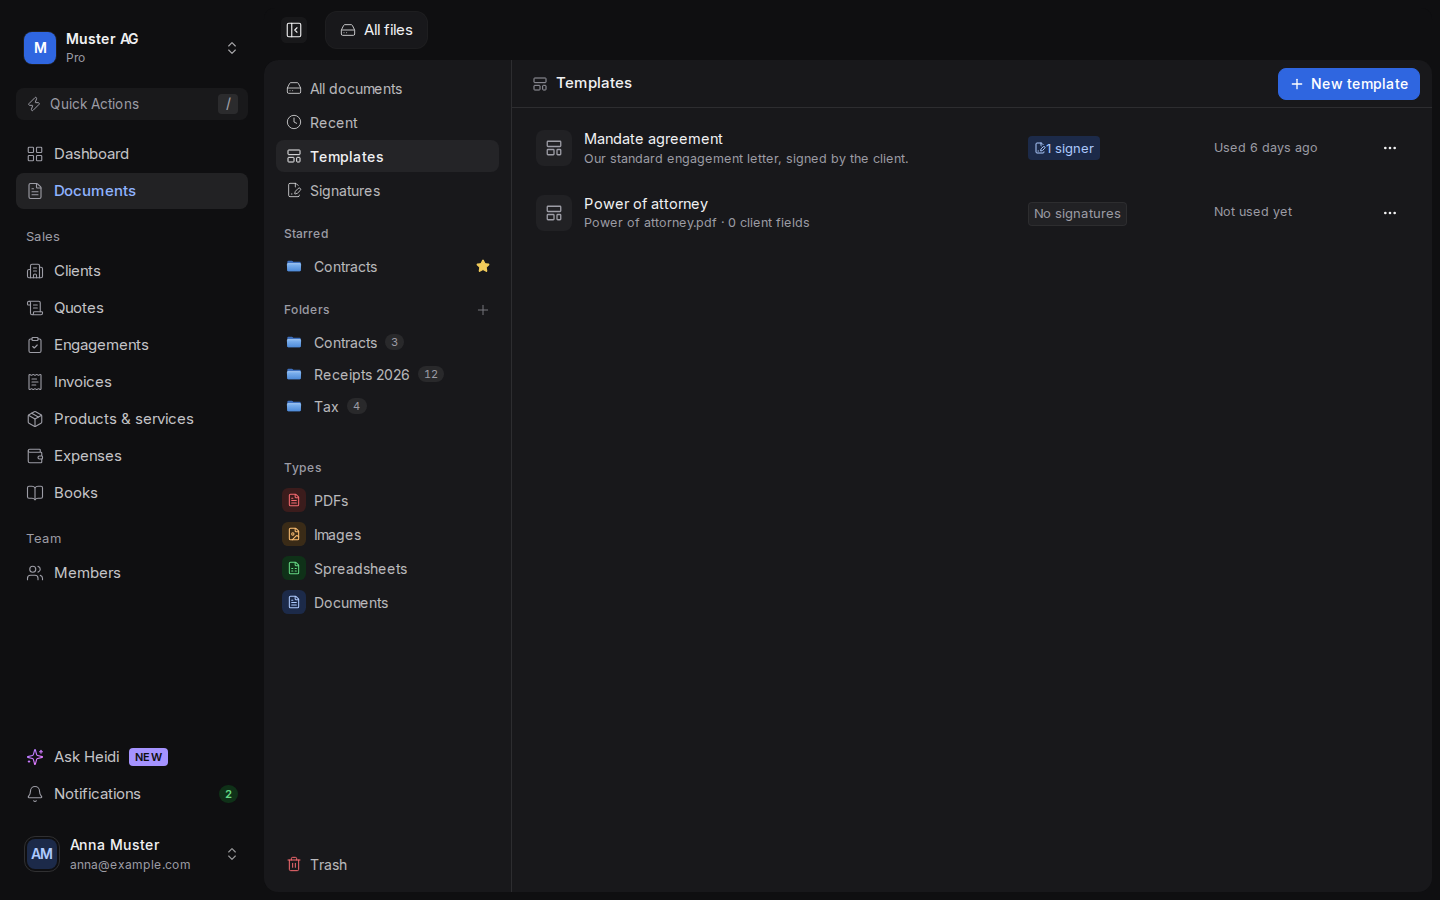 M
Muster AG
Pro
Quick Actions
/
Dashboard
Documents
Sales
Clients
Quotes
Engagements
Invoices
Products & services
Expenses
Books
Team
Members
Ask Heidi NEW
Notifications 2
AM
Anna Muster
anna@example.com
All files
All documents
Recent
Templates
Signatures
Starred
Contracts
Folders
Contracts 3
Receipts 2026 12
Tax 4
Types
PDFs
Images
Spreadsheets
Documents
Trash
Templates
New template
Mandate agreement
Our standard engagement letter, signed by the client.
1 signer
Used 6 days ago
Power of attorney
Power of attorney.pdf · 0 client fields
No signatures
Not used yet